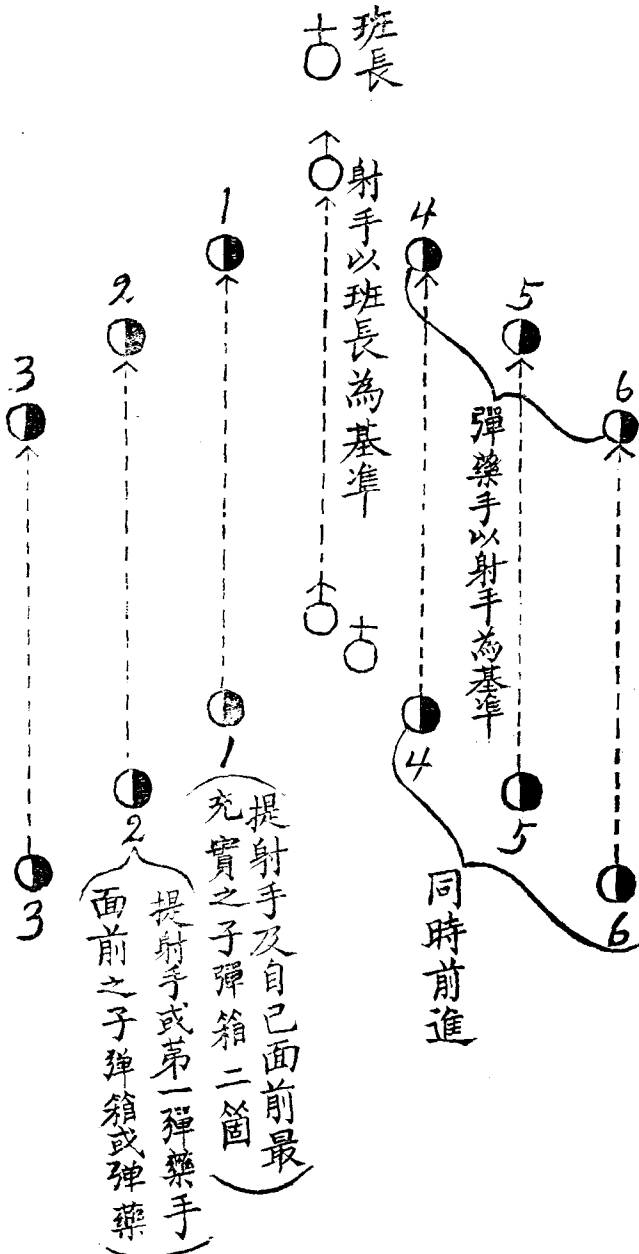 班長
射手以班長為基準
1
2
3
4
5
6
彈藥手以射手為基準
1
2
3
4
5
6
同時前進
(提射手及自己面前最
充實之子彈箱二箇)
(提射手或第一彈藥手
面前之子彈箱或彈藥)